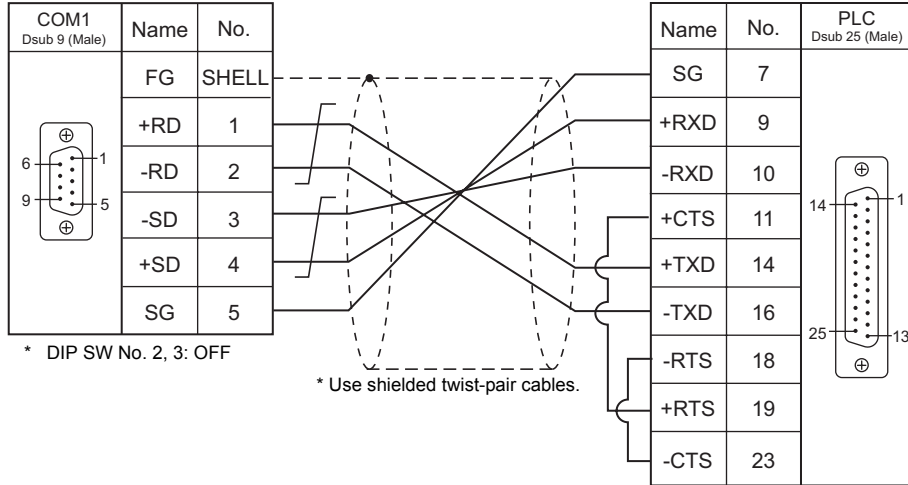 COM1
Dsub 9 (Male)
Name No.
FG SHELL
+RD 1
-RD 2
-SD 3
+SD 4
SG 5
6 1
9 5
* DIP SW No. 2, 3: OFF
* Use shielded twist-pair cables.
Name No.
PLC
Dsub 25 (Male)
SG 7
+RXD 9
-RXD 10
+CTS 11
+TXD 14
-TXD 16
-RTS 18
+RTS 19
-CTS 23
14 1
25 13